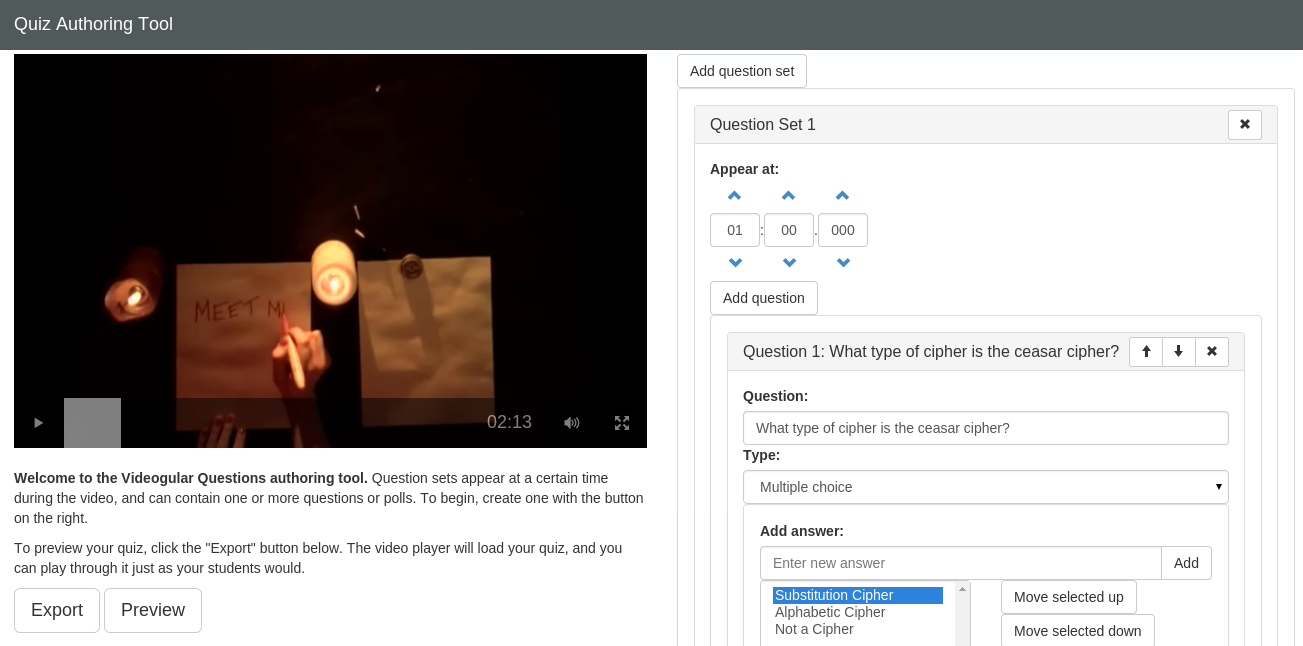 Quiz Authoring Tool
MEET M
02:13
Welcome to the Videogular Questions authoring tool. Question sets appear at a certain time
during the video, and can contain one or more questions or polls. To begin, create one with the button
on the right.
To preview your quiz, click the "Export" button below. The video player will load your quiz, and you
can play through it just as your students would.
Export Preview
Add question set
Question Set 1
Appear at:
01 : 00 . 000
Add question
Question 1: What type of cipher is the ceasar cipher?
Question:
What type of cipher is the ceasar cipher?
Type:
Multiple choice
Add answer:
Enter new answer Add
Substitution Cipher
Alphabetic Cipher
Not a Cipher
Move selected up
Move selected down